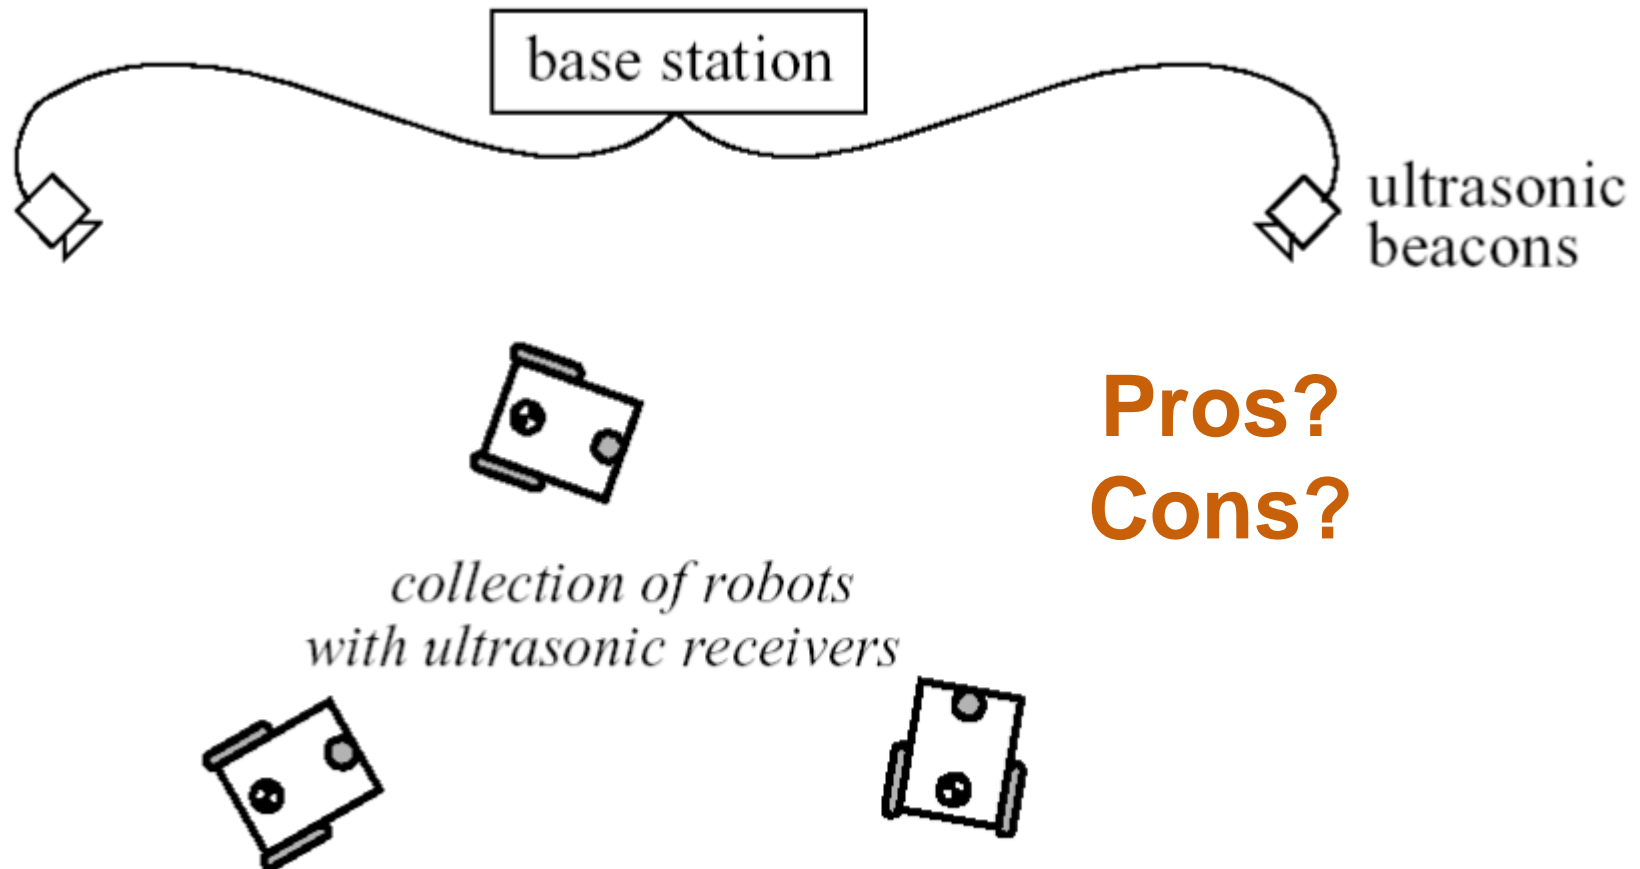 base station
ultrasonic
beacons
Pros?
Cons?
collection of robots
with ultrasonic receivers